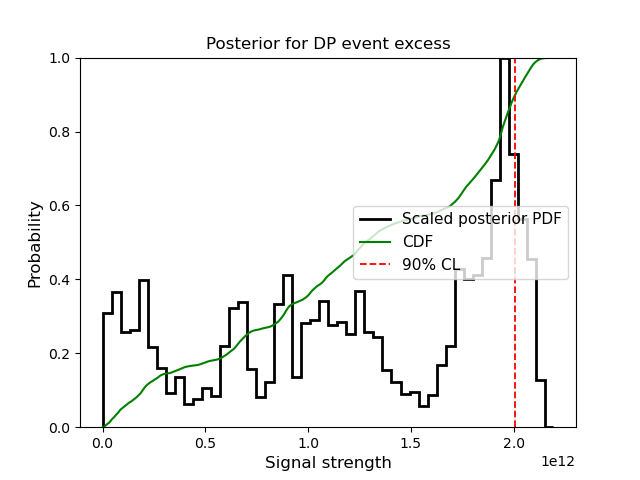 Posterior for DP event excess
Probability
1.0
0.8
0.6
0.4
0.2
0.0
Scaled posterior PDF
CDF
90% CL
0.0
0.5
1.0
1.5
2.0
1e12
Signal strength